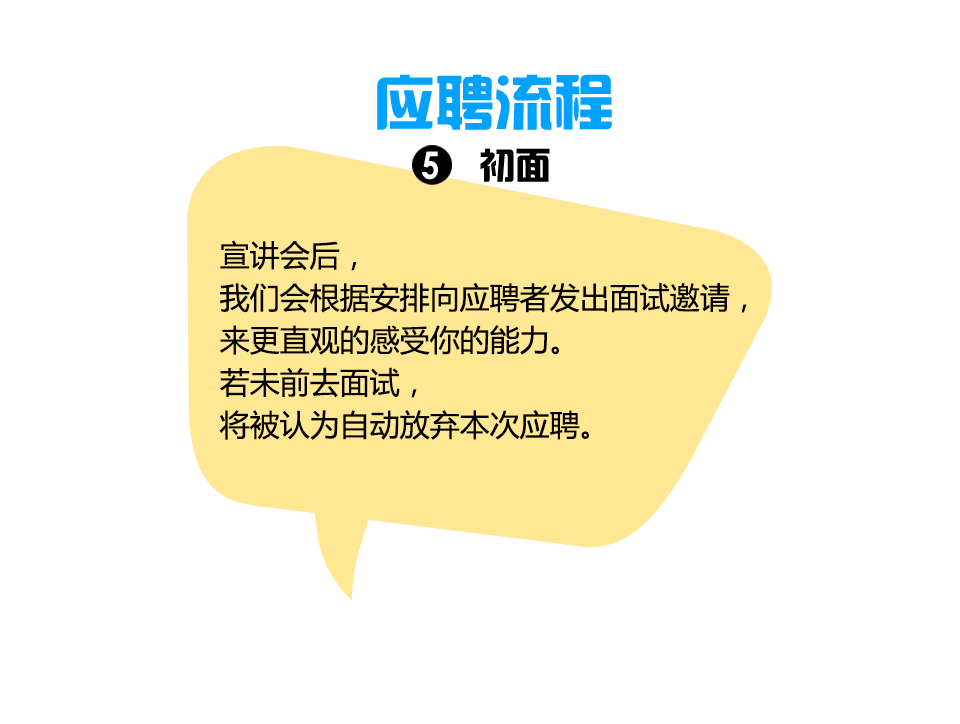 应聘流程
5 初面
宣讲会后，
我们会根据安排向应聘者发出面试邀请，
来更直观的感受你的能力。
若未前去面试，
将被认为自动放弃本次应聘。